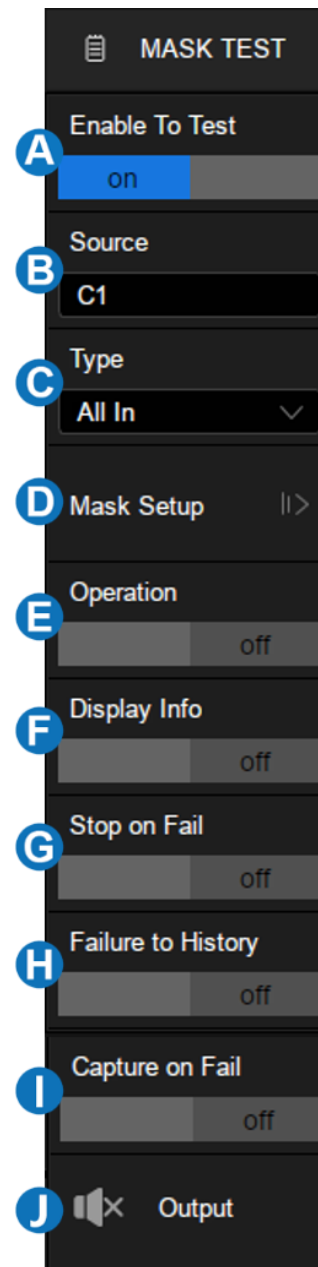 MASK TEST
A
Enable To Test
on
B
Source
C1
C
Type
All In
D
Mask Setup
E
Operation
off
F
Display Info
off
G
Stop on Fail
off
H
Failure to History
off
I
Capture on Fail
off
J
Output